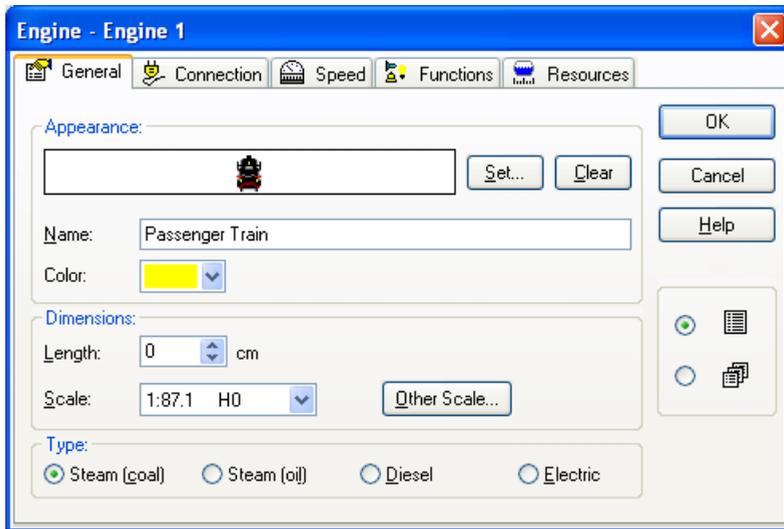 Engine - Engine 1
General Connection Speed Functions Resources
Appearance:
Set... Clear
Name: Passenger Train
Color:
Dimensions:
Length: 0 cm
Scale: 1:87.1 H0 Other Scale...
Type:
Steam (coal) Steam (oil) Diesel Electric
OK
Cancel
Help